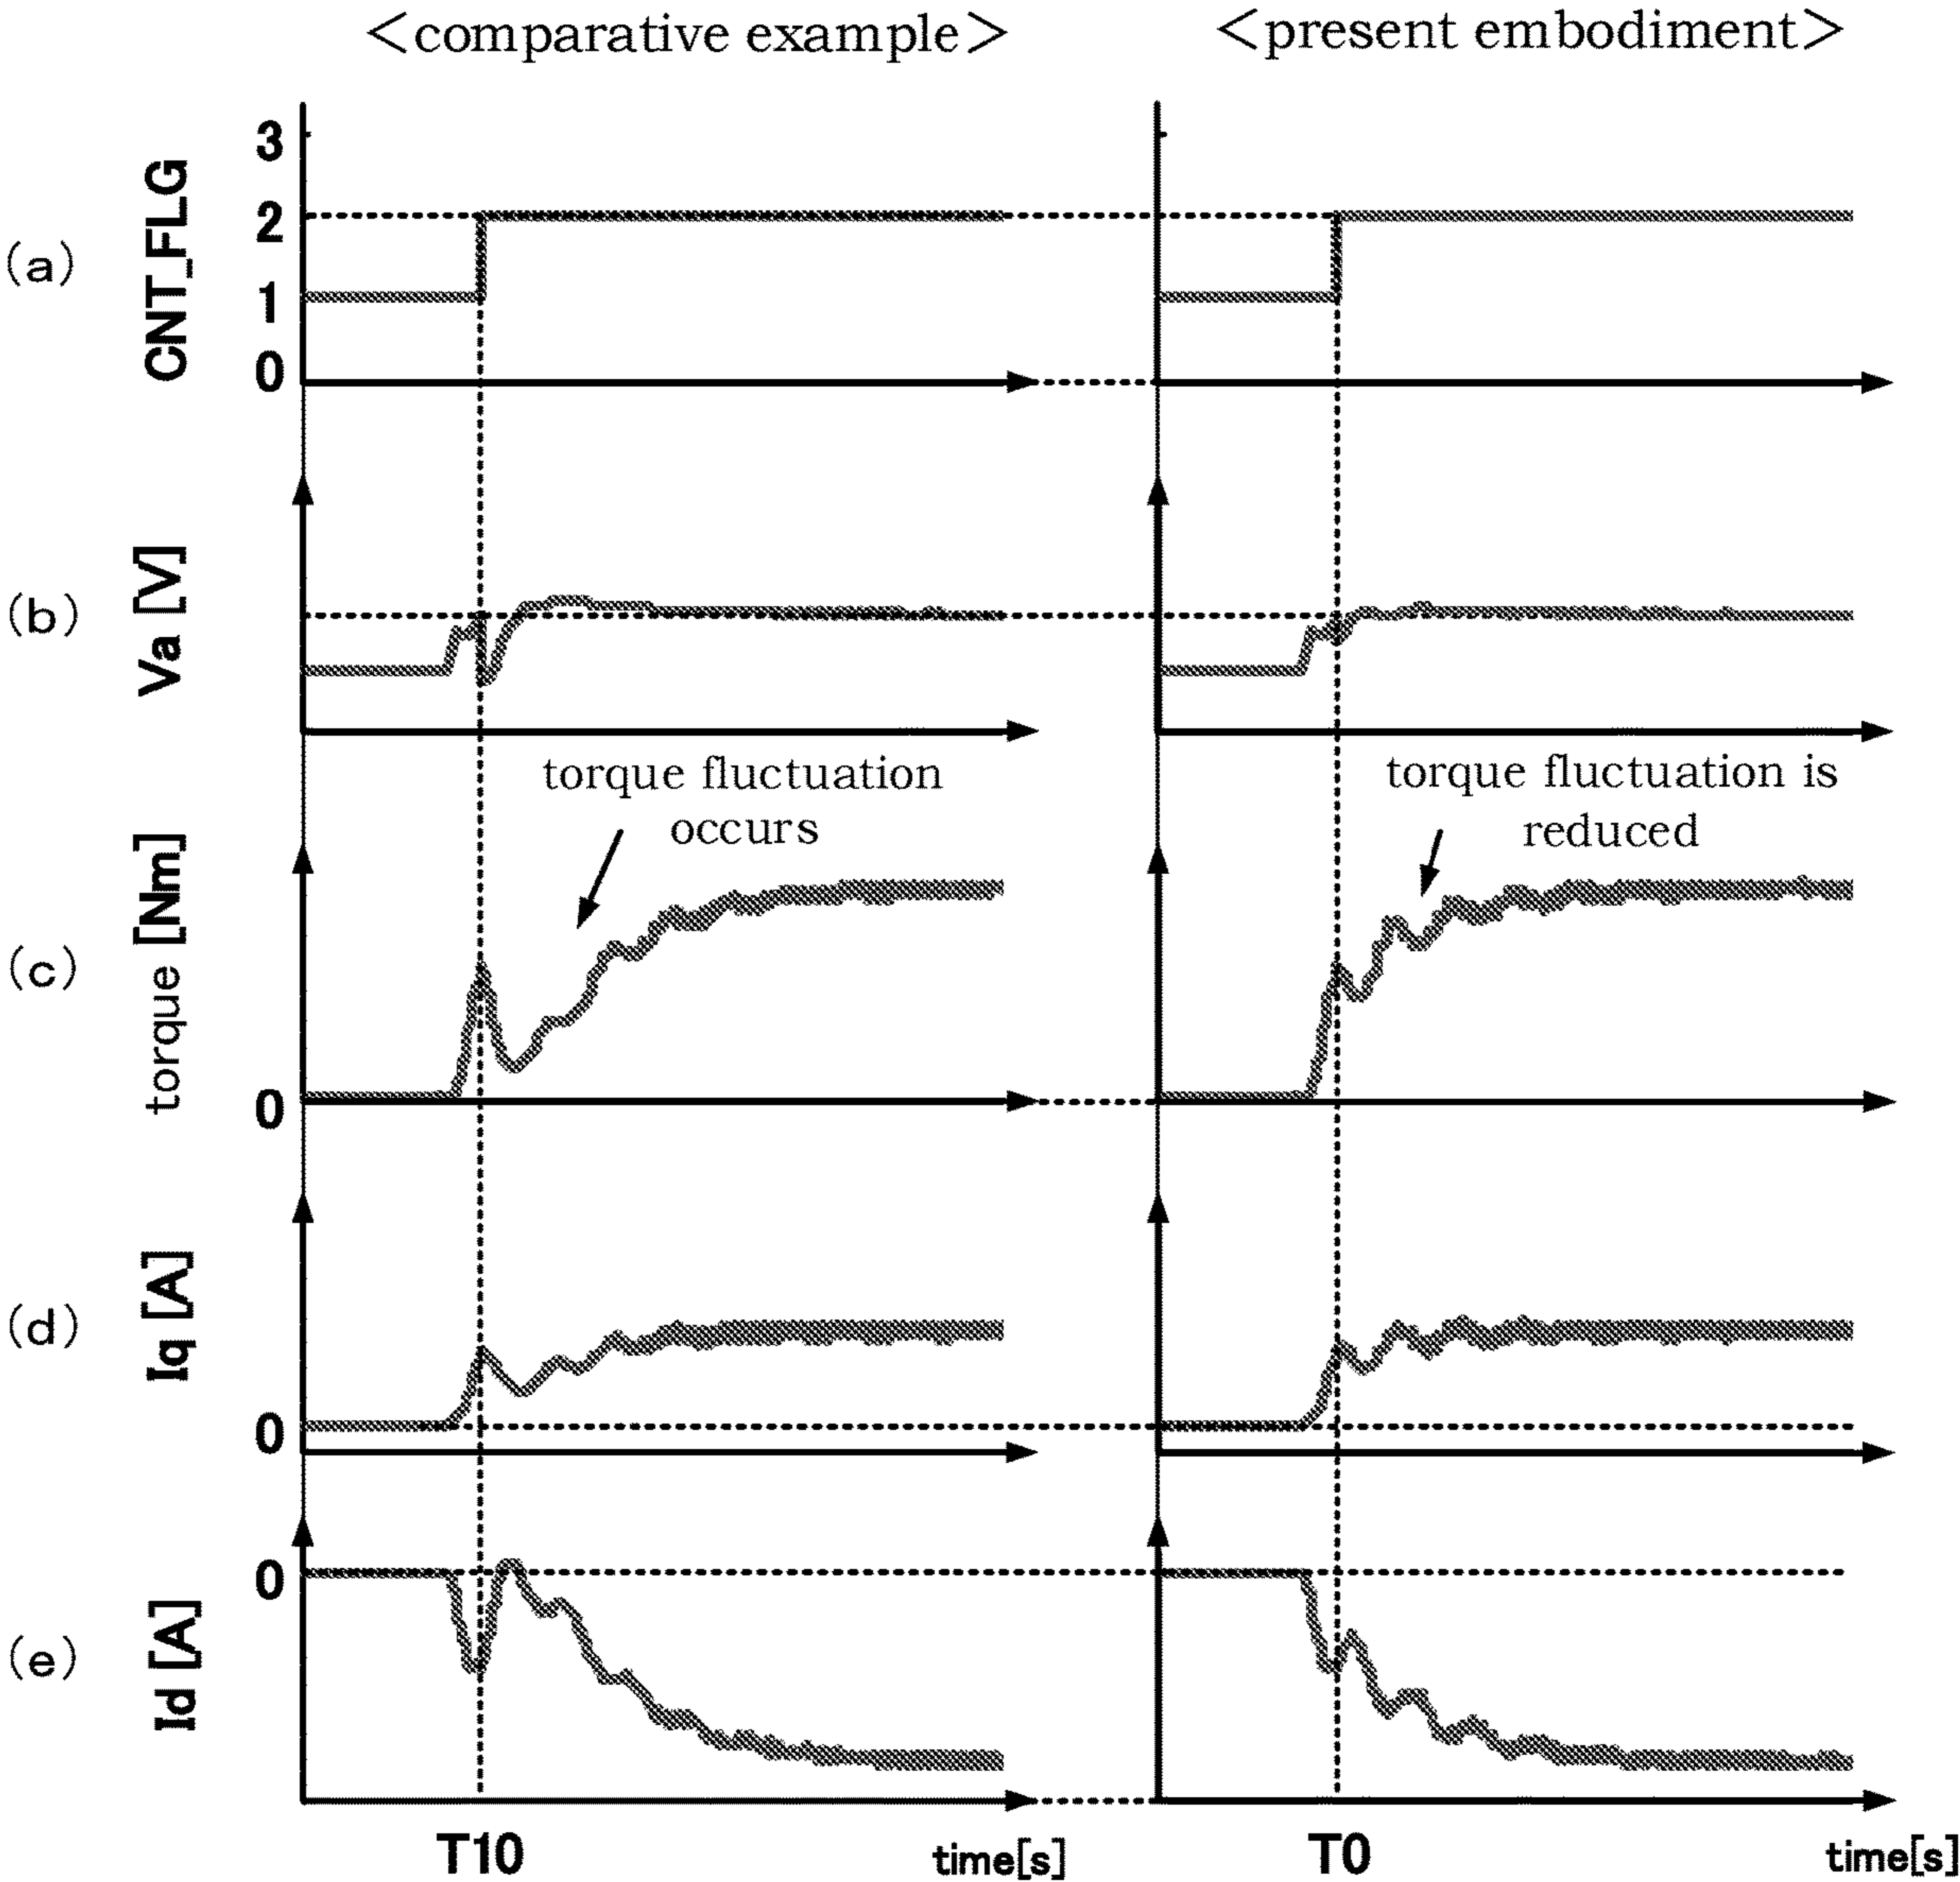 <comparative example>
<present embodiment>
(a)
CNT_FLG
3
2
1
0
(b)
Va [V]
torque fluctuation
occurs
torque fluctuation is
reduced
(c)
torque [Nm]
0
(d)
Iq [A]
0
(e)
Id [A]
0
T10
time[s]
T0
time[s]